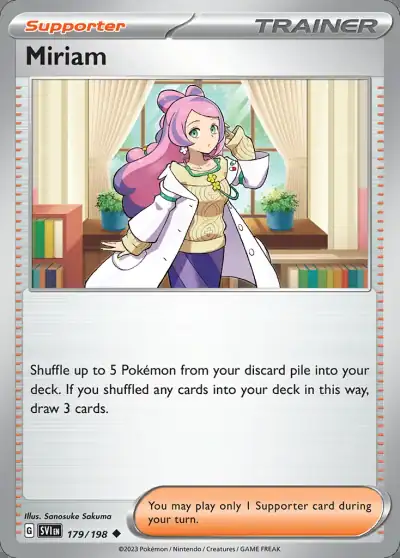 Supporter
TRAINER
Miriam
Shuffle up to 5 Pokémon from your discard pile into your
deck. If you shuffled any cards into your deck in this way,
draw 3 cards.
Illus. Sanosuke Sakuma
G SVI EN 179/198 ◆
You may play only 1 Supporter card during
your turn.
©2023 Pokémon / Nintendo / Creatures / GAME FREAK